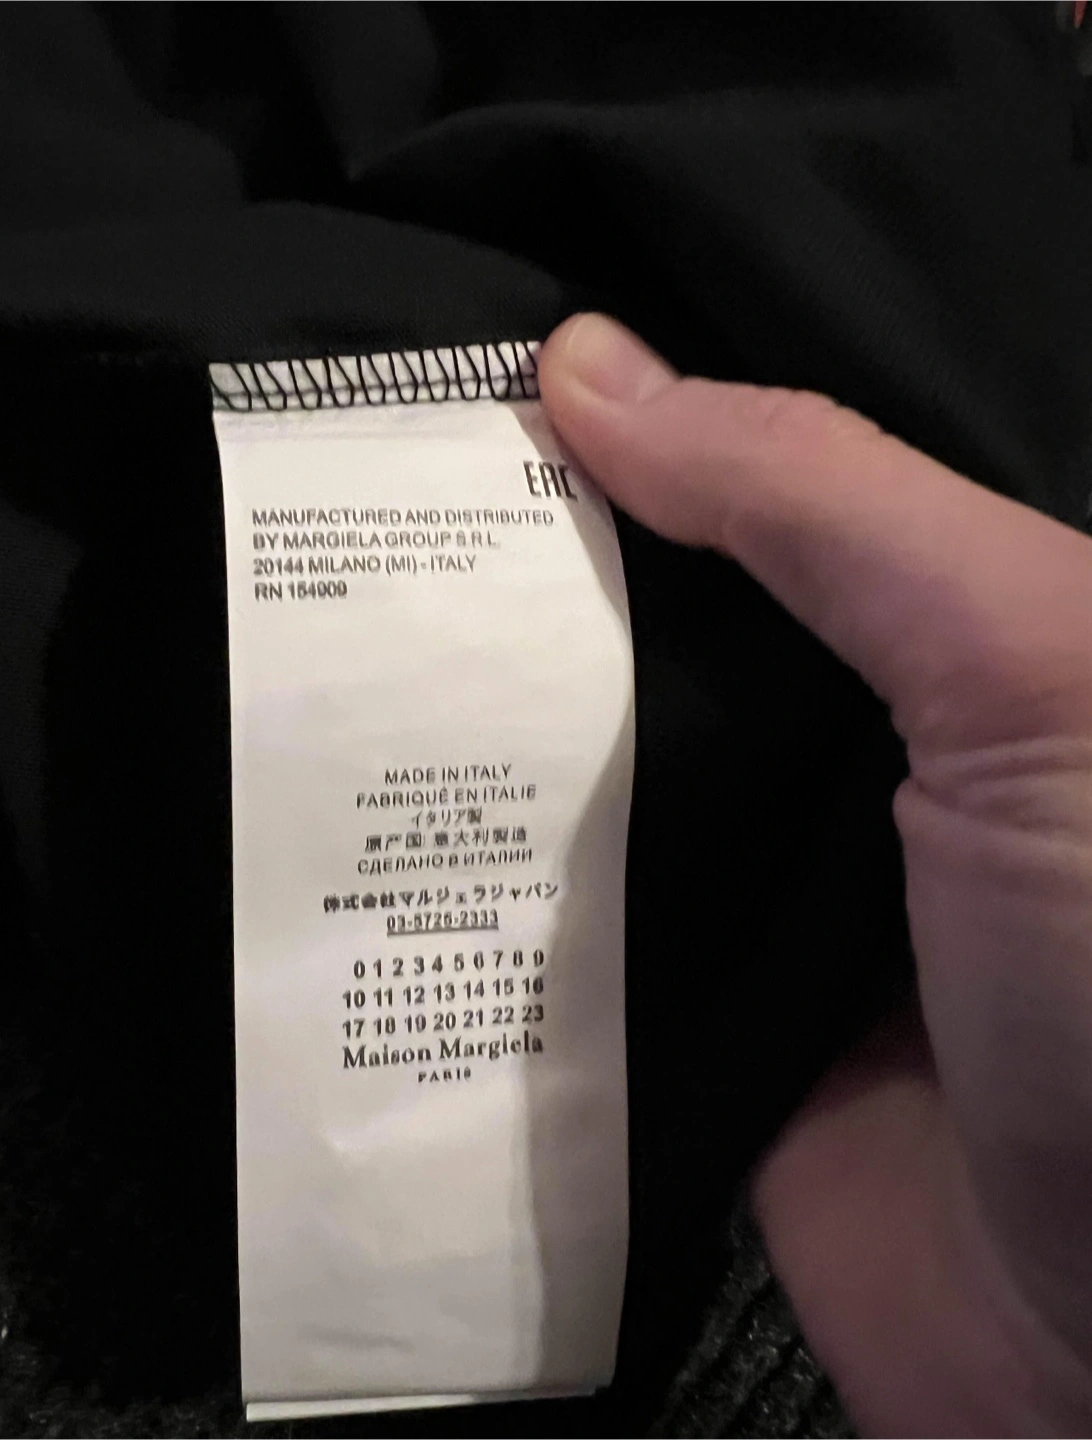 EAC
MANUFACTURED AND DISTRIBUTED
BY MARGIELA GROUP S.R.L.
20144 MILANO (MI) - ITALY
RN 154909
MADE IN ITALY
FABRIQUÉ EN ITALIE
イタリア製
原产国: 意大利製造
СДЕЛАНО В ИТАЛИИ
株式会社マルジェラジャパン
03-5725-2333
0 1 2 3 4 5 6 7 8 9
10 11 12 13 14 15 16
17 18 19 20 21 22 23
Maison Margiela
PARIS